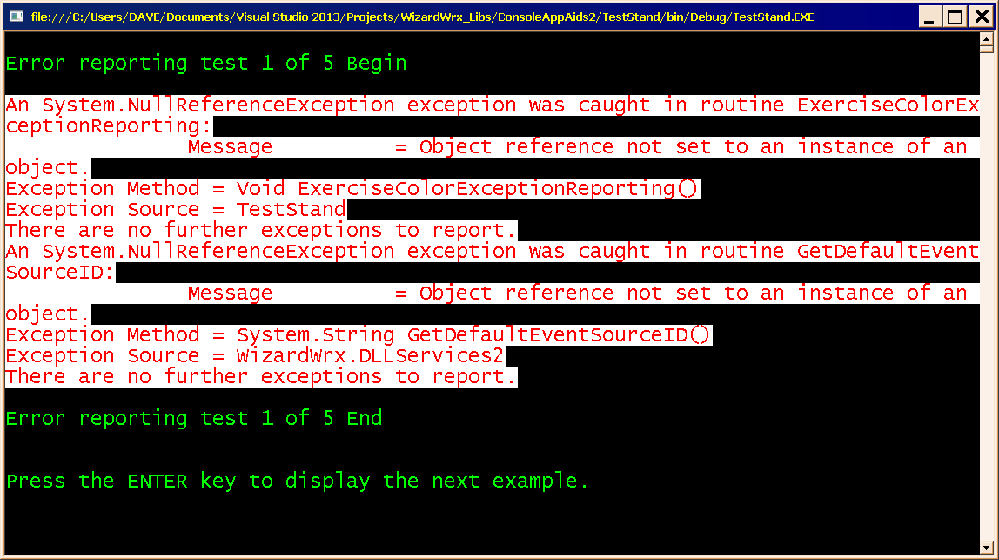 file:///C:/Users/DAVE/Documents/Visual Studio 2013/Projects/WizardWrx_Libs/ConsoleAppAids2/TestStand/bin/Debug/TestStand.EXE
Error reporting test 1 of 5 Begin
An System.NullReferenceException exception was caught in routine ExerciseColorEx
ceptionReporting:
Message = Object reference not set to an instance of an
object.
Exception Method = Void ExerciseColorExceptionReporting()
Exception Source = TestStand
There are no further exceptions to report.
An System.NullReferenceException exception was caught in routine GetDefaultEvent
SourceID:
Message = Object reference not set to an instance of an
object.
Exception Method = System.String GetDefaultEventSourceID()
Exception Source = WizardWrx.DLLServices2
There are no further exceptions to report.
Error reporting test 1 of 5 End
Press the ENTER key to display the next example.